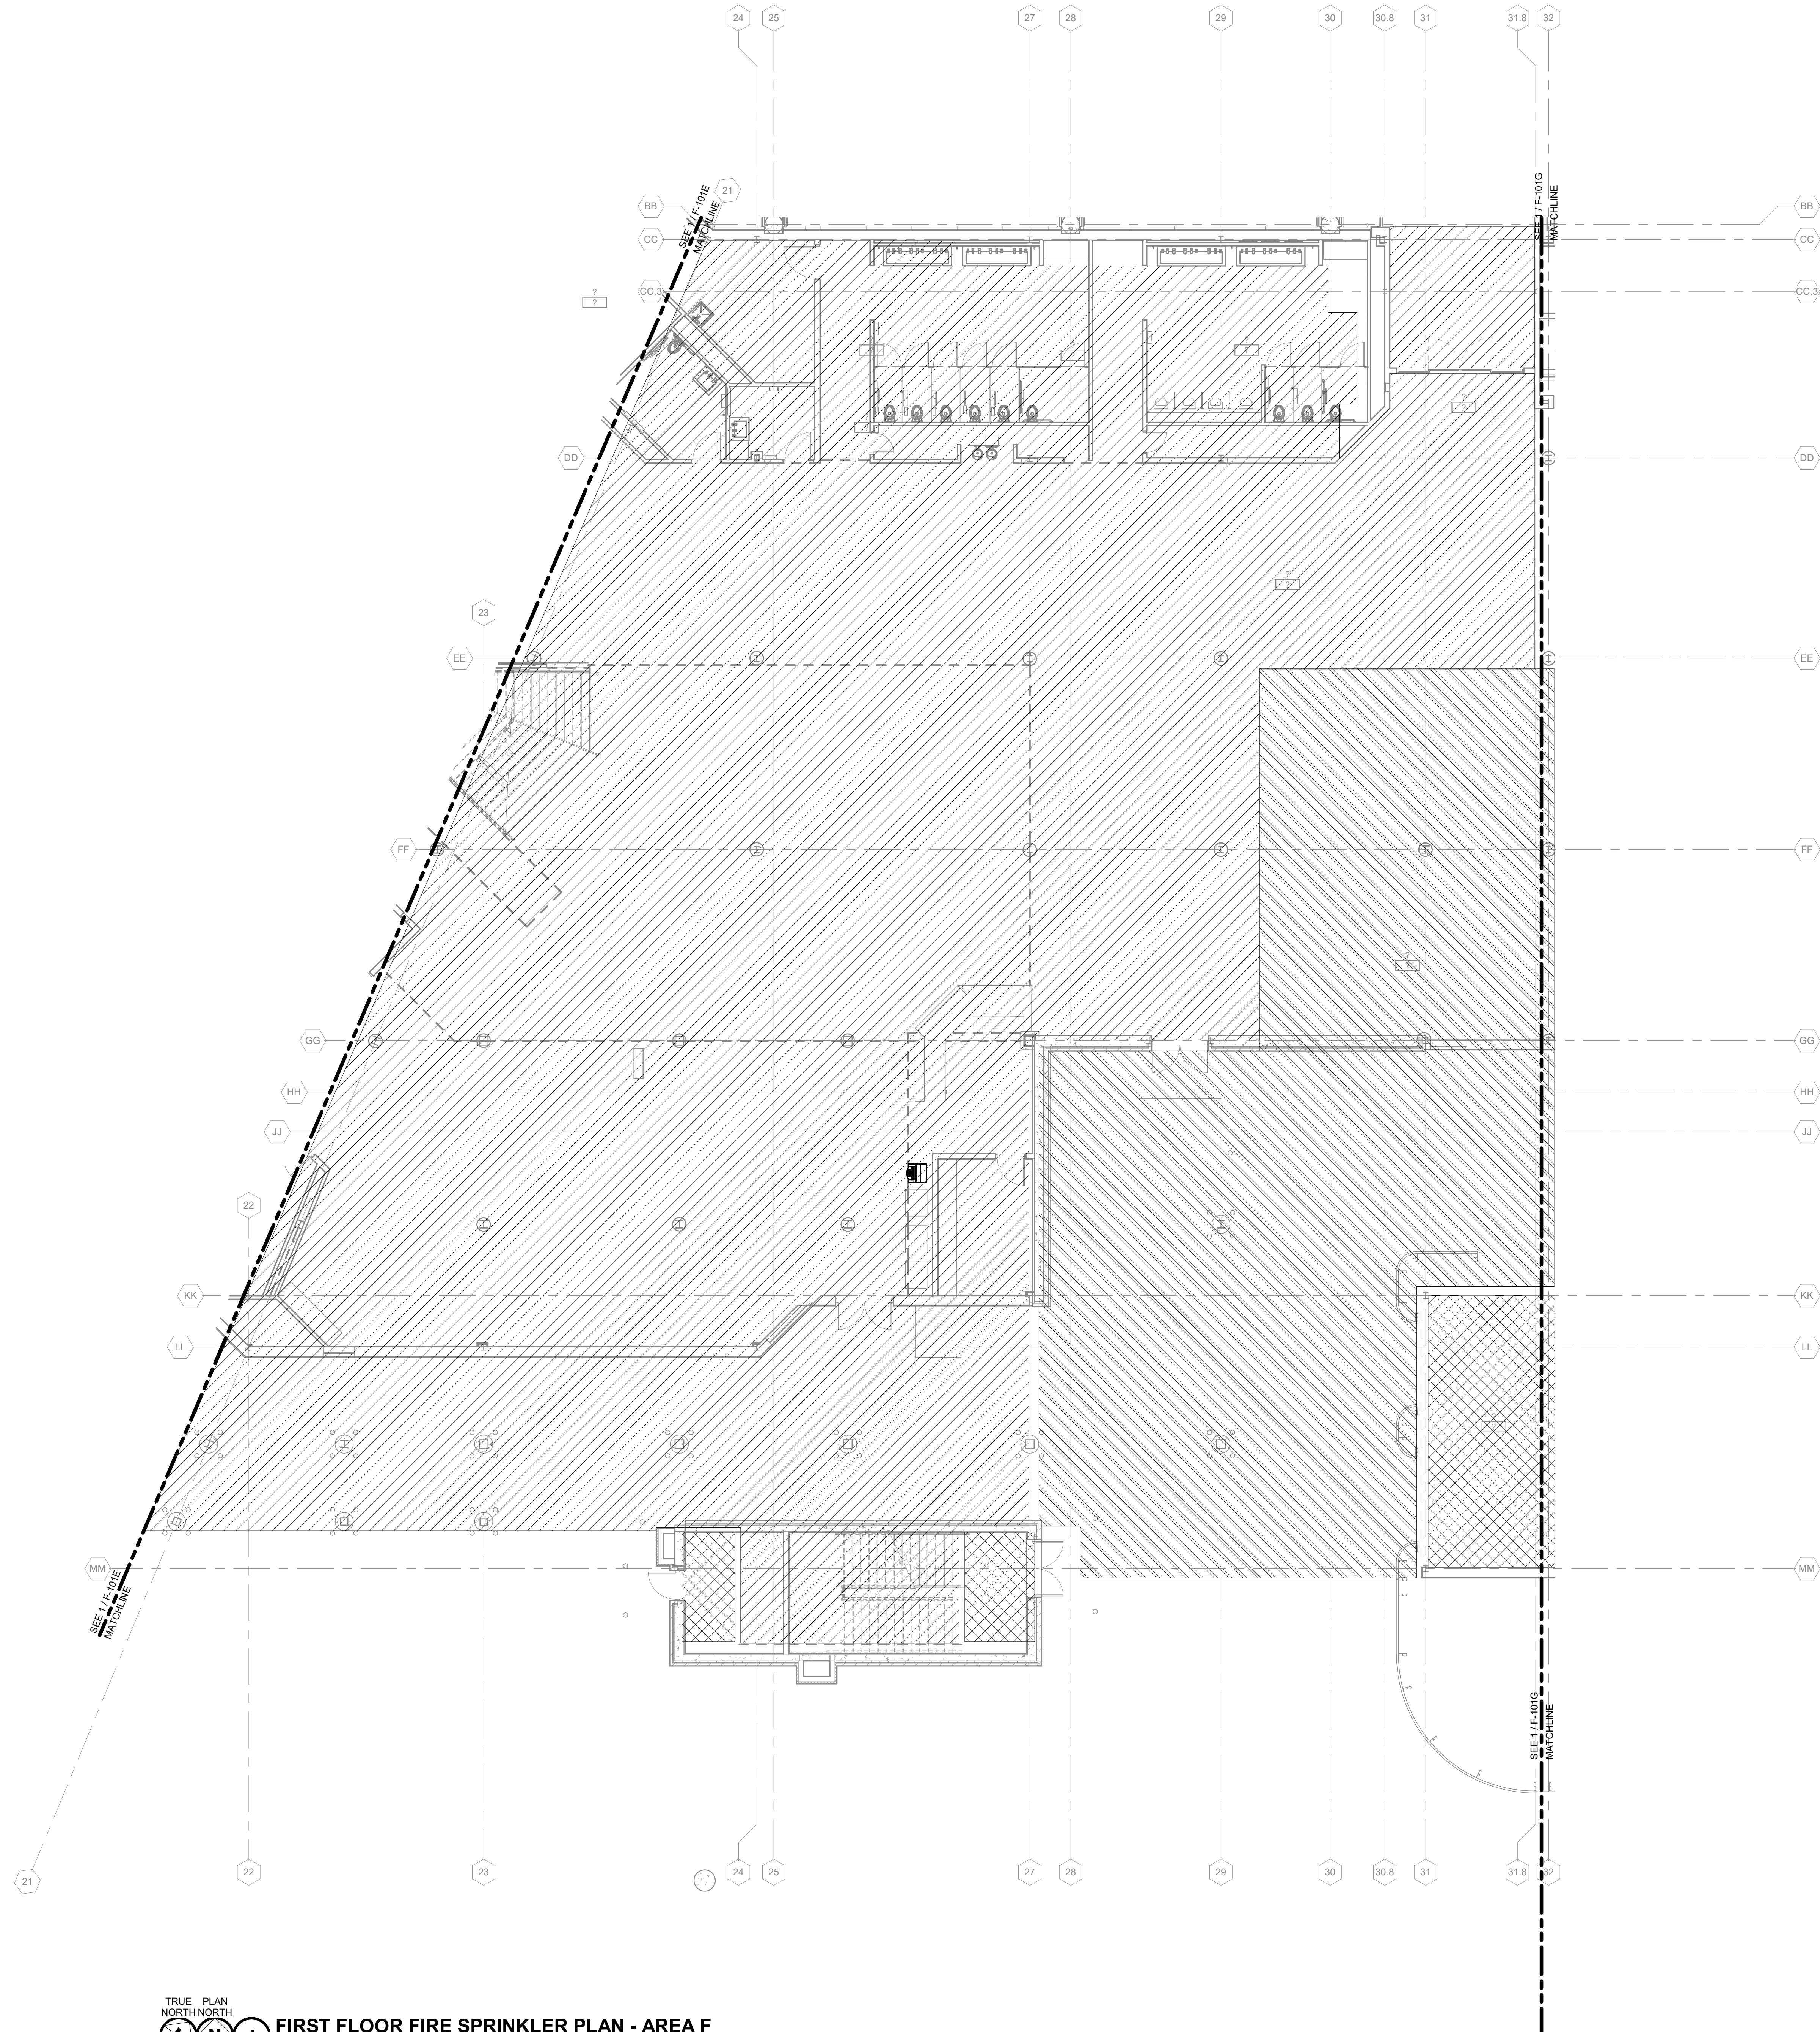 24
25
27
28
29
30
30.8
31
31.8
32
21
SEE 1 / F-101E
MATCHLINE
SEE 1 / F-101G
MATCHLINE
BB
BB
CC
CC
CC.3
CC.3
?
?
?
?
?
?
?
?
?
?
DD
DD
?
?
23
EE
EE
FF
FF
?
?
GG
GG
HH
HH
JJ
JJ
22
KK
KK
LL
LL
?
?
MM
MM
SEE 1 / F-101E
MATCHLINE
SEE 1 / F-101G
MATCHLINE
21
22
23
24
25
27
28
29
30
30.8
31
31.8
32
TRUE
NORTH
PLAN
NORTH
FIRST FLOOR FIRE SPRINKLER PLAN - AREA F